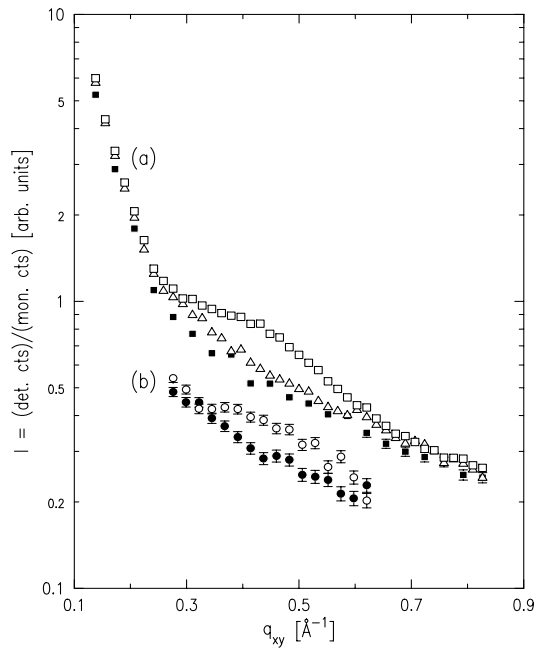 10
5
2
1
0.5
0.2
0.1
I = (det. cts)/(mon. cts) [arb. units]
(a)
(b)
0.1 0.3 0.5 0.7 0.9
q_xy [Å⁻¹]